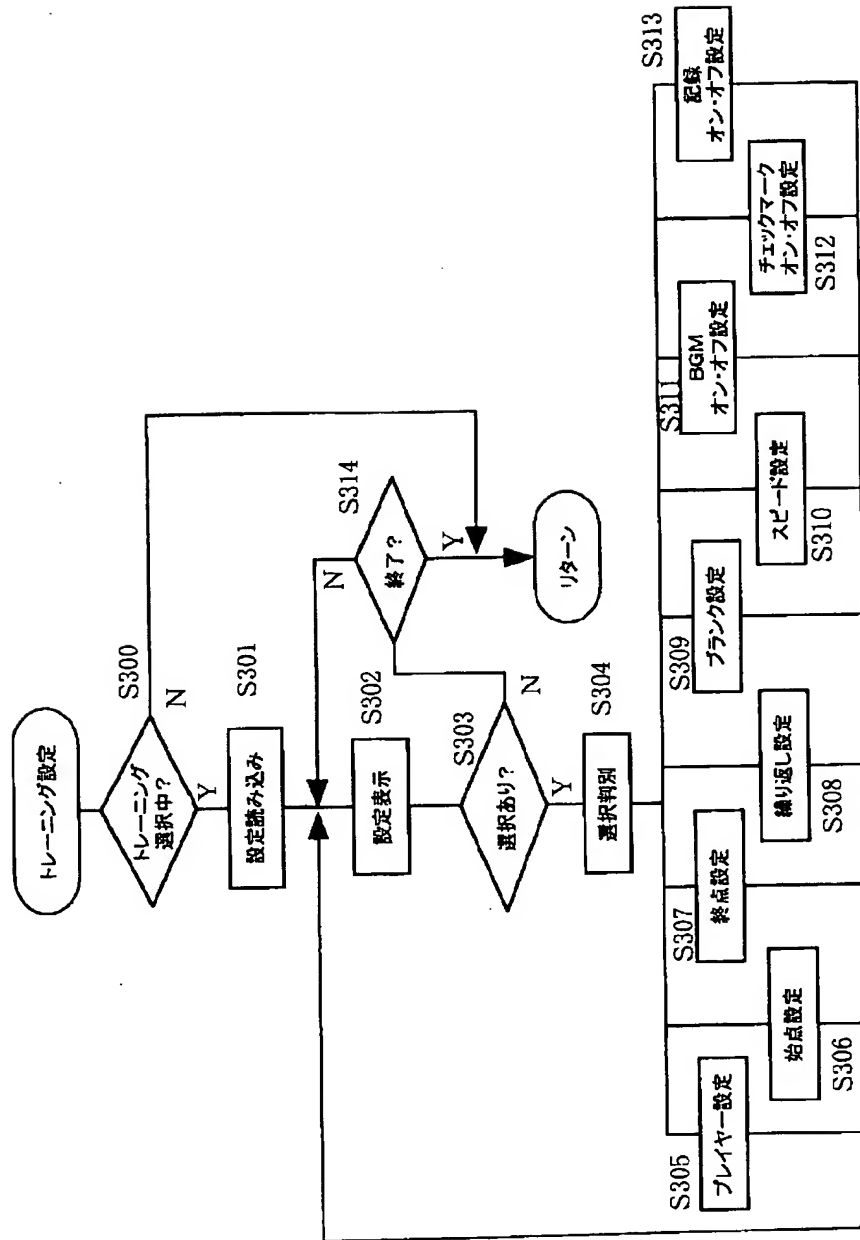 トレーニング設定
S300
トレーニング
選択中?
N
Y
S301
設定読み込み
S302
設定表示
S303
選択あり?
N
Y
S314
終了?
N
Y
リターン
S304
選択判別
S305
プレイヤー設定
始点設定
S306
S307
終点設定
繰り返し設定
S308
S309
ブランク設定
スピード設定
S310
S311
BGM
オン・オフ設定
チェックマーク
オン・オフ設定
S312
S313
記録
オン・オフ設定